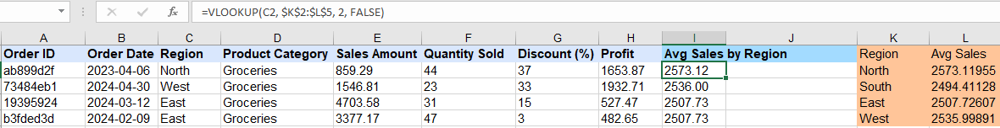 fx =VLOOKUP(C2, $K$2:$L$5, 2, FALSE)
A B C D E F G H I J K L
Order ID Order Date Region Product Category Sales Amount Quantity Sold Discount (%) Profit Avg Sales by Region Region Avg Sales
ab899d2f 2023-04-06 North Groceries 859.29 44 37 1653.87 2573.12 North 2573.11955
73484eb1 2024-04-30 West Groceries 1546.81 23 33 1932.71 2536.00 South 2494.41128
19395924 2024-03-12 East Groceries 4703.58 31 15 527.47 2507.73 East 2507.72607
b3fded3d 2024-02-09 East Groceries 3377.17 47 3 482.65 2507.73 West 2535.99891